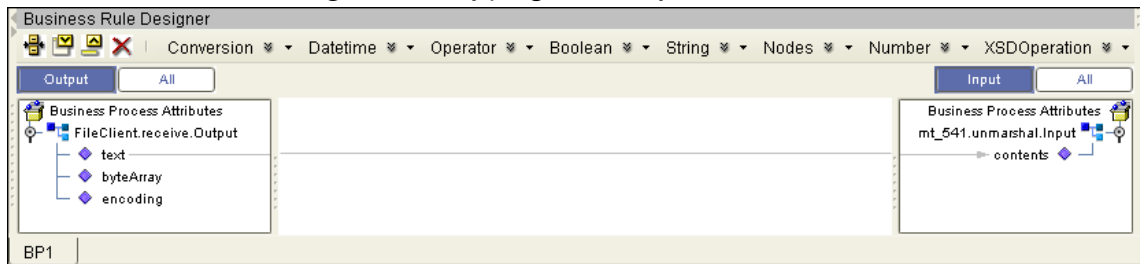 Business Rule Designer
Conversion Datetime Operator Boolean String Nodes Number XSDOperation
Output All Input All
Business Process Attributes Business Process Attributes
FileClient.receive.Output mt_541.unmarshal.Input
text contents
byteArray
encoding
BP1